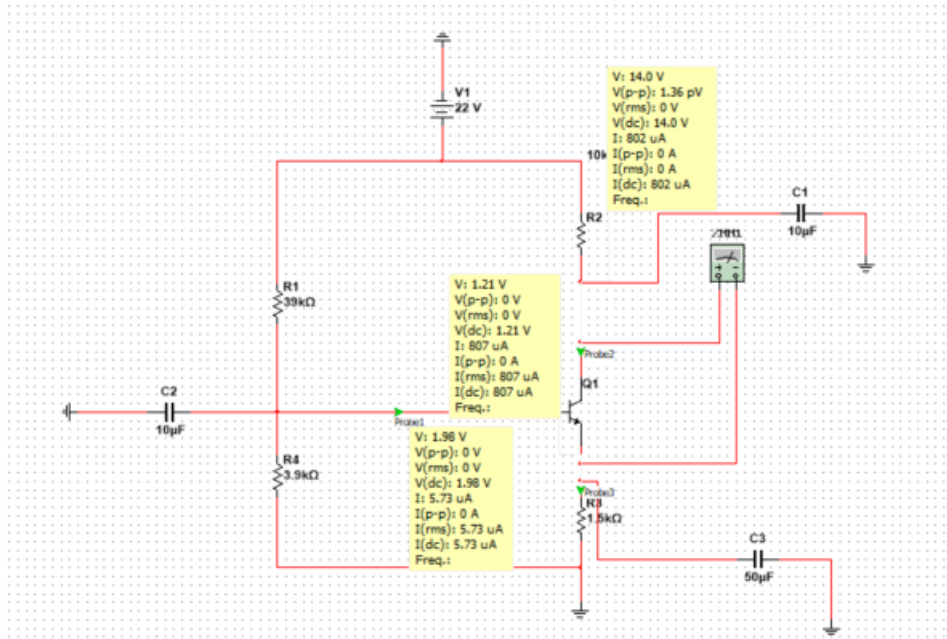 V1
22 V
V: 14.0 V
V(p-p): 1.36 pV
V(rms): 0 V
V(dc): 14.0 V
I: 802 uA
I(p-p): 0 A
I(rms): 0 A
I(dc): 802 uA
Freq.:
10k
R2
C1
10µF
R1
39kΩ
V: 1.21 V
V(p-p): 0 V
V(rms): 0 V
V(dc): 1.21 V
I: 807 uA
I(p-p): 0 A
I(rms): 807 uA
I(dc): 807 uA
Freq.:
Probe2
Q1
C2
10µF
Probe1
V: 1.98 V
V(p-p): 0 V
V(rms): 0 V
V(dc): 1.98 V
I: 5.73 uA
I(p-p): 0 A
I(rms): 5.73 uA
I(dc): 5.73 uA
Freq.:
R4
3.9kΩ
Probe3
R3
1.5kΩ
C3
50µF